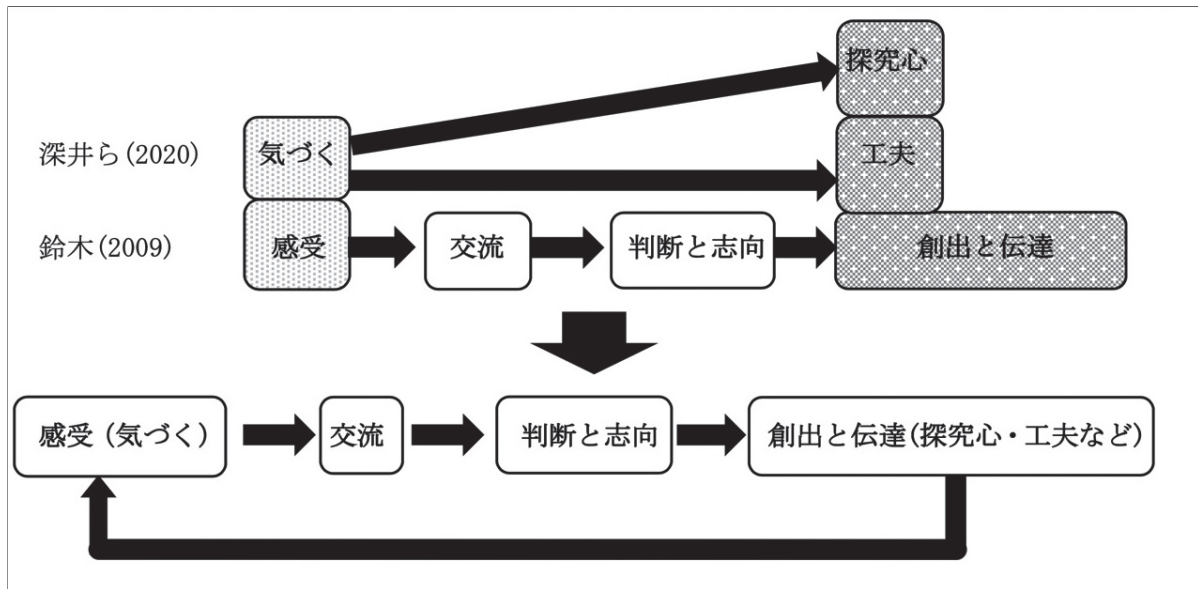 探究心
深井ら(2020)
気づく
工夫
鈴木(2009)
感受
交流
判断と志向
創出と伝達
感受（気づく）
交流
判断と志向
創出と伝達(探究心・工夫など)